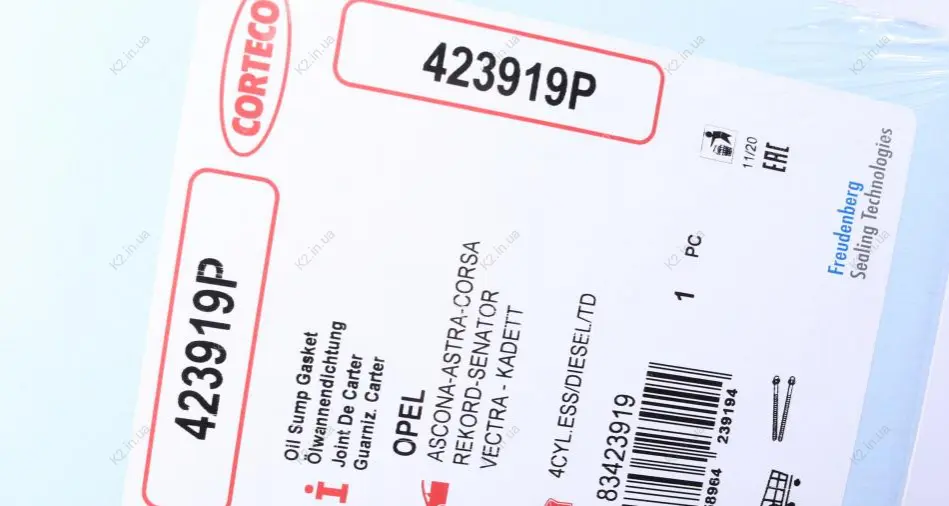 CORTECO
423919P
423919P
11/20
EAC
Freudenberg
Sealing Technologies
Oil Sump Gasket
Ölwannendichtung
Joint De Carter
Guarniz. Carter
OPEL
ASCONA-ASTRA-CORSA
REKORD-SENATOR
VECTRA - KADETT
4CYL.ESS/DIESEL/TD
1 PC
83423919
68964 239194
K2.in.ua